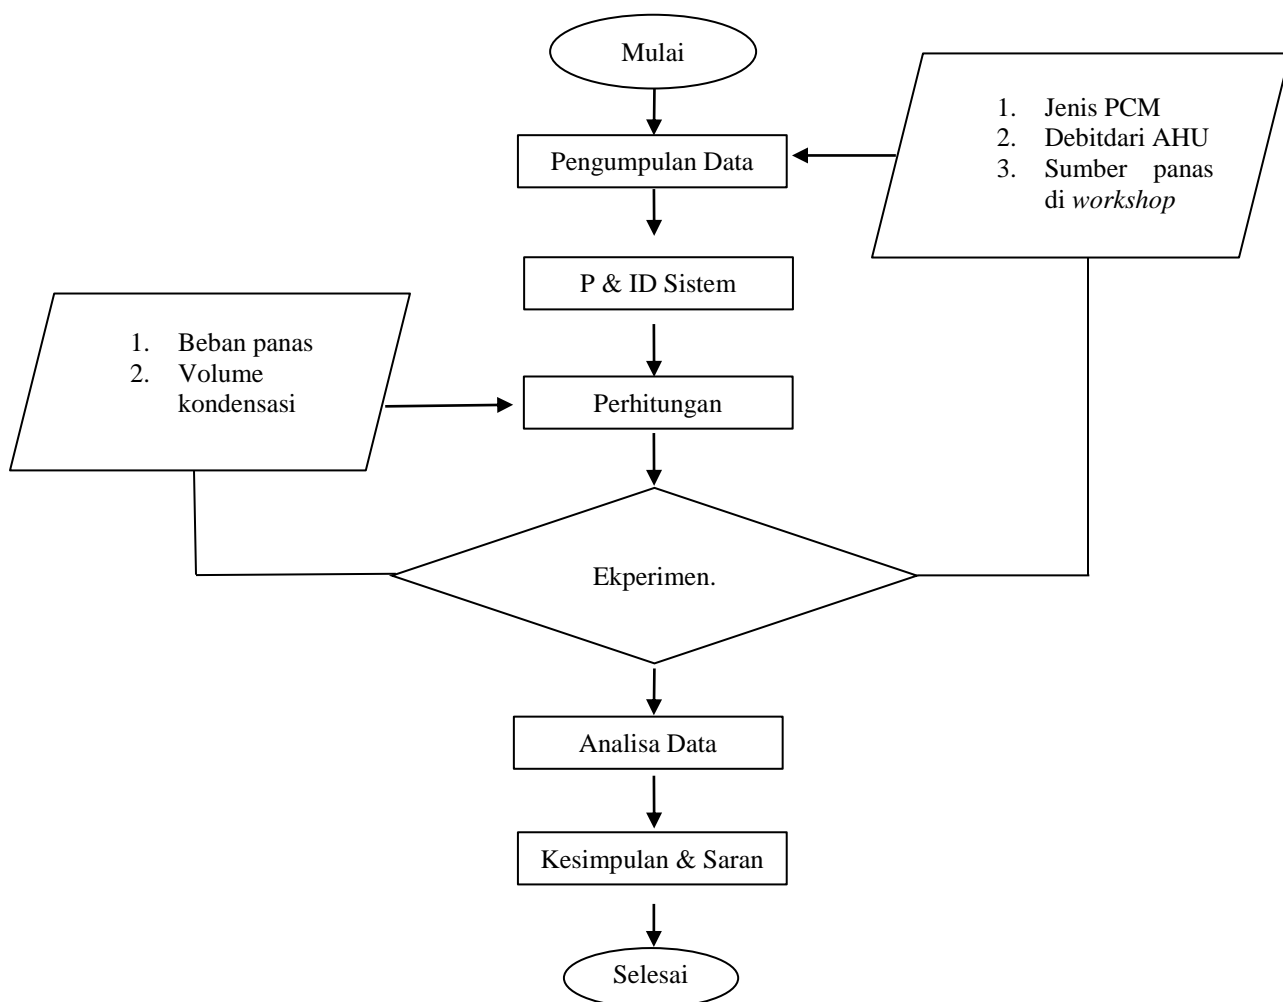 Mulai
1. Jenis PCM
2. Debitdari AHU
3. Sumber panas
di workshop
Pengumpulan Data
P & ID Sistem
1. Beban panas
2. Volume
kondensasi
Perhitungan
Ekperimen.
Analisa Data
Kesimpulan & Saran
Selesai